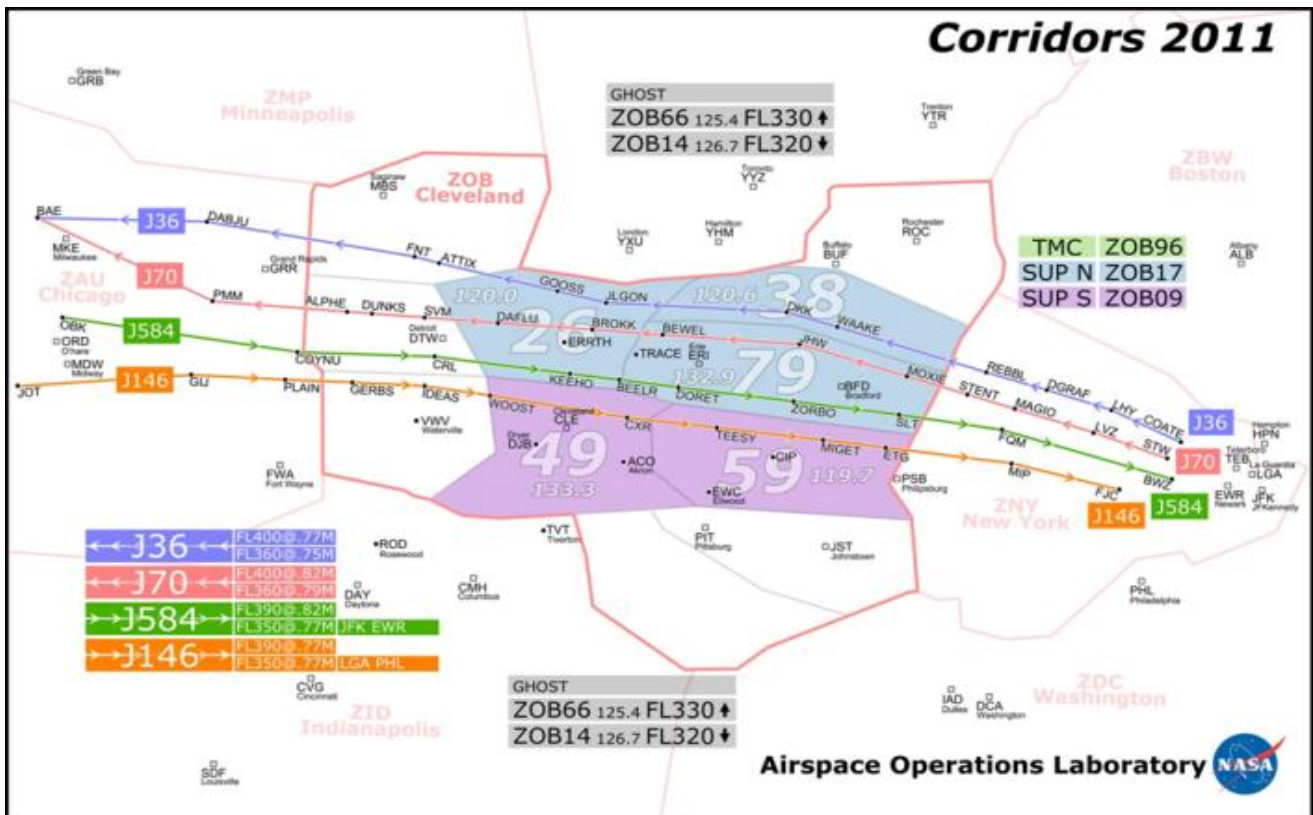 Corridors 2011
Green Bay
GRB
ZMP
Minneapolis
GHOST
ZOB66 125.4 FL330
ZOB14 126.7 FL320
Trenton
YTR
ZBW
Boston
Saginaw
MBS
ZOB
Cleveland
Toronto
YYZ
BAE
J36
DABJU
MKE
Milwaukee
Grand Rapids
GRR
FNT
ATTIX
London
YXU
Hamilton
YHM
Buffalo
BUF
Rochester
ROC
Albany
ALB
TMC ZOB96
SUP N ZOB17
SUP S ZOB09
ZAU
Chicago
J70
PMM
ALPHE
DUNKS
SVM
120.0
26
GOOSS
JLGON
120.6
38
DKK
WAAKE
DAFLU
BROKK
BEWEL
JHW
OBK
J584
ORD
O'hare
MDW
Midway
Detroit
DTW
ERRTH
TRACE
Erie
ERI
132.9
79
MOXIE
REBBL
DGRAF
LHY
COATE
J36
COYNU
CRL
KEEHO
BEELR
DORET
ZORBO
BFD
Bradford
SLT
STENT
MAGIO
LVZ
STW
J70
Hampton
HPN
JOT
J146
GIJ
PLAIN
GERBS
IDEAS
WOOST
CXR
TEESY
MIGET
ETG
FQM
MIP
FJC
BWZ
J146
J584
Teterboro
TEB
La Guardia
LGA
EWR
Newark
JFK
JFKennedy
VWV
Waterville
Cleveland
CLE
Dryer
DJB
49
133.3
ACO
Akron
CIP
59
119.7
EWC
Ellwood
PSB
Philipsburg
FWA
Fort Wayne
ZNY
New York
TVT
Tiverton
PIT
Pittsburg
JST
Johnstown
J36 FL400@.77M
FL360@.75M
J70 FL400@.82M
FL360@.79M
J584 FL390@.82M
FL350@.77M JFK EWR
J146 FL390@.77M
FL350@.77M LGA PHL
ROD
Rosewood
DAY
Daytona
CMH
Columbus
PHL
Philadelphia
CVG
Cincinnati
ZID
Indianapolis
GHOST
ZOB66 125.4 FL330
ZOB14 126.7 FL320
IAD
Dulles
DCA
Washington
ZDC
Washington
SDF
Louisville
Airspace Operations Laboratory
NASA